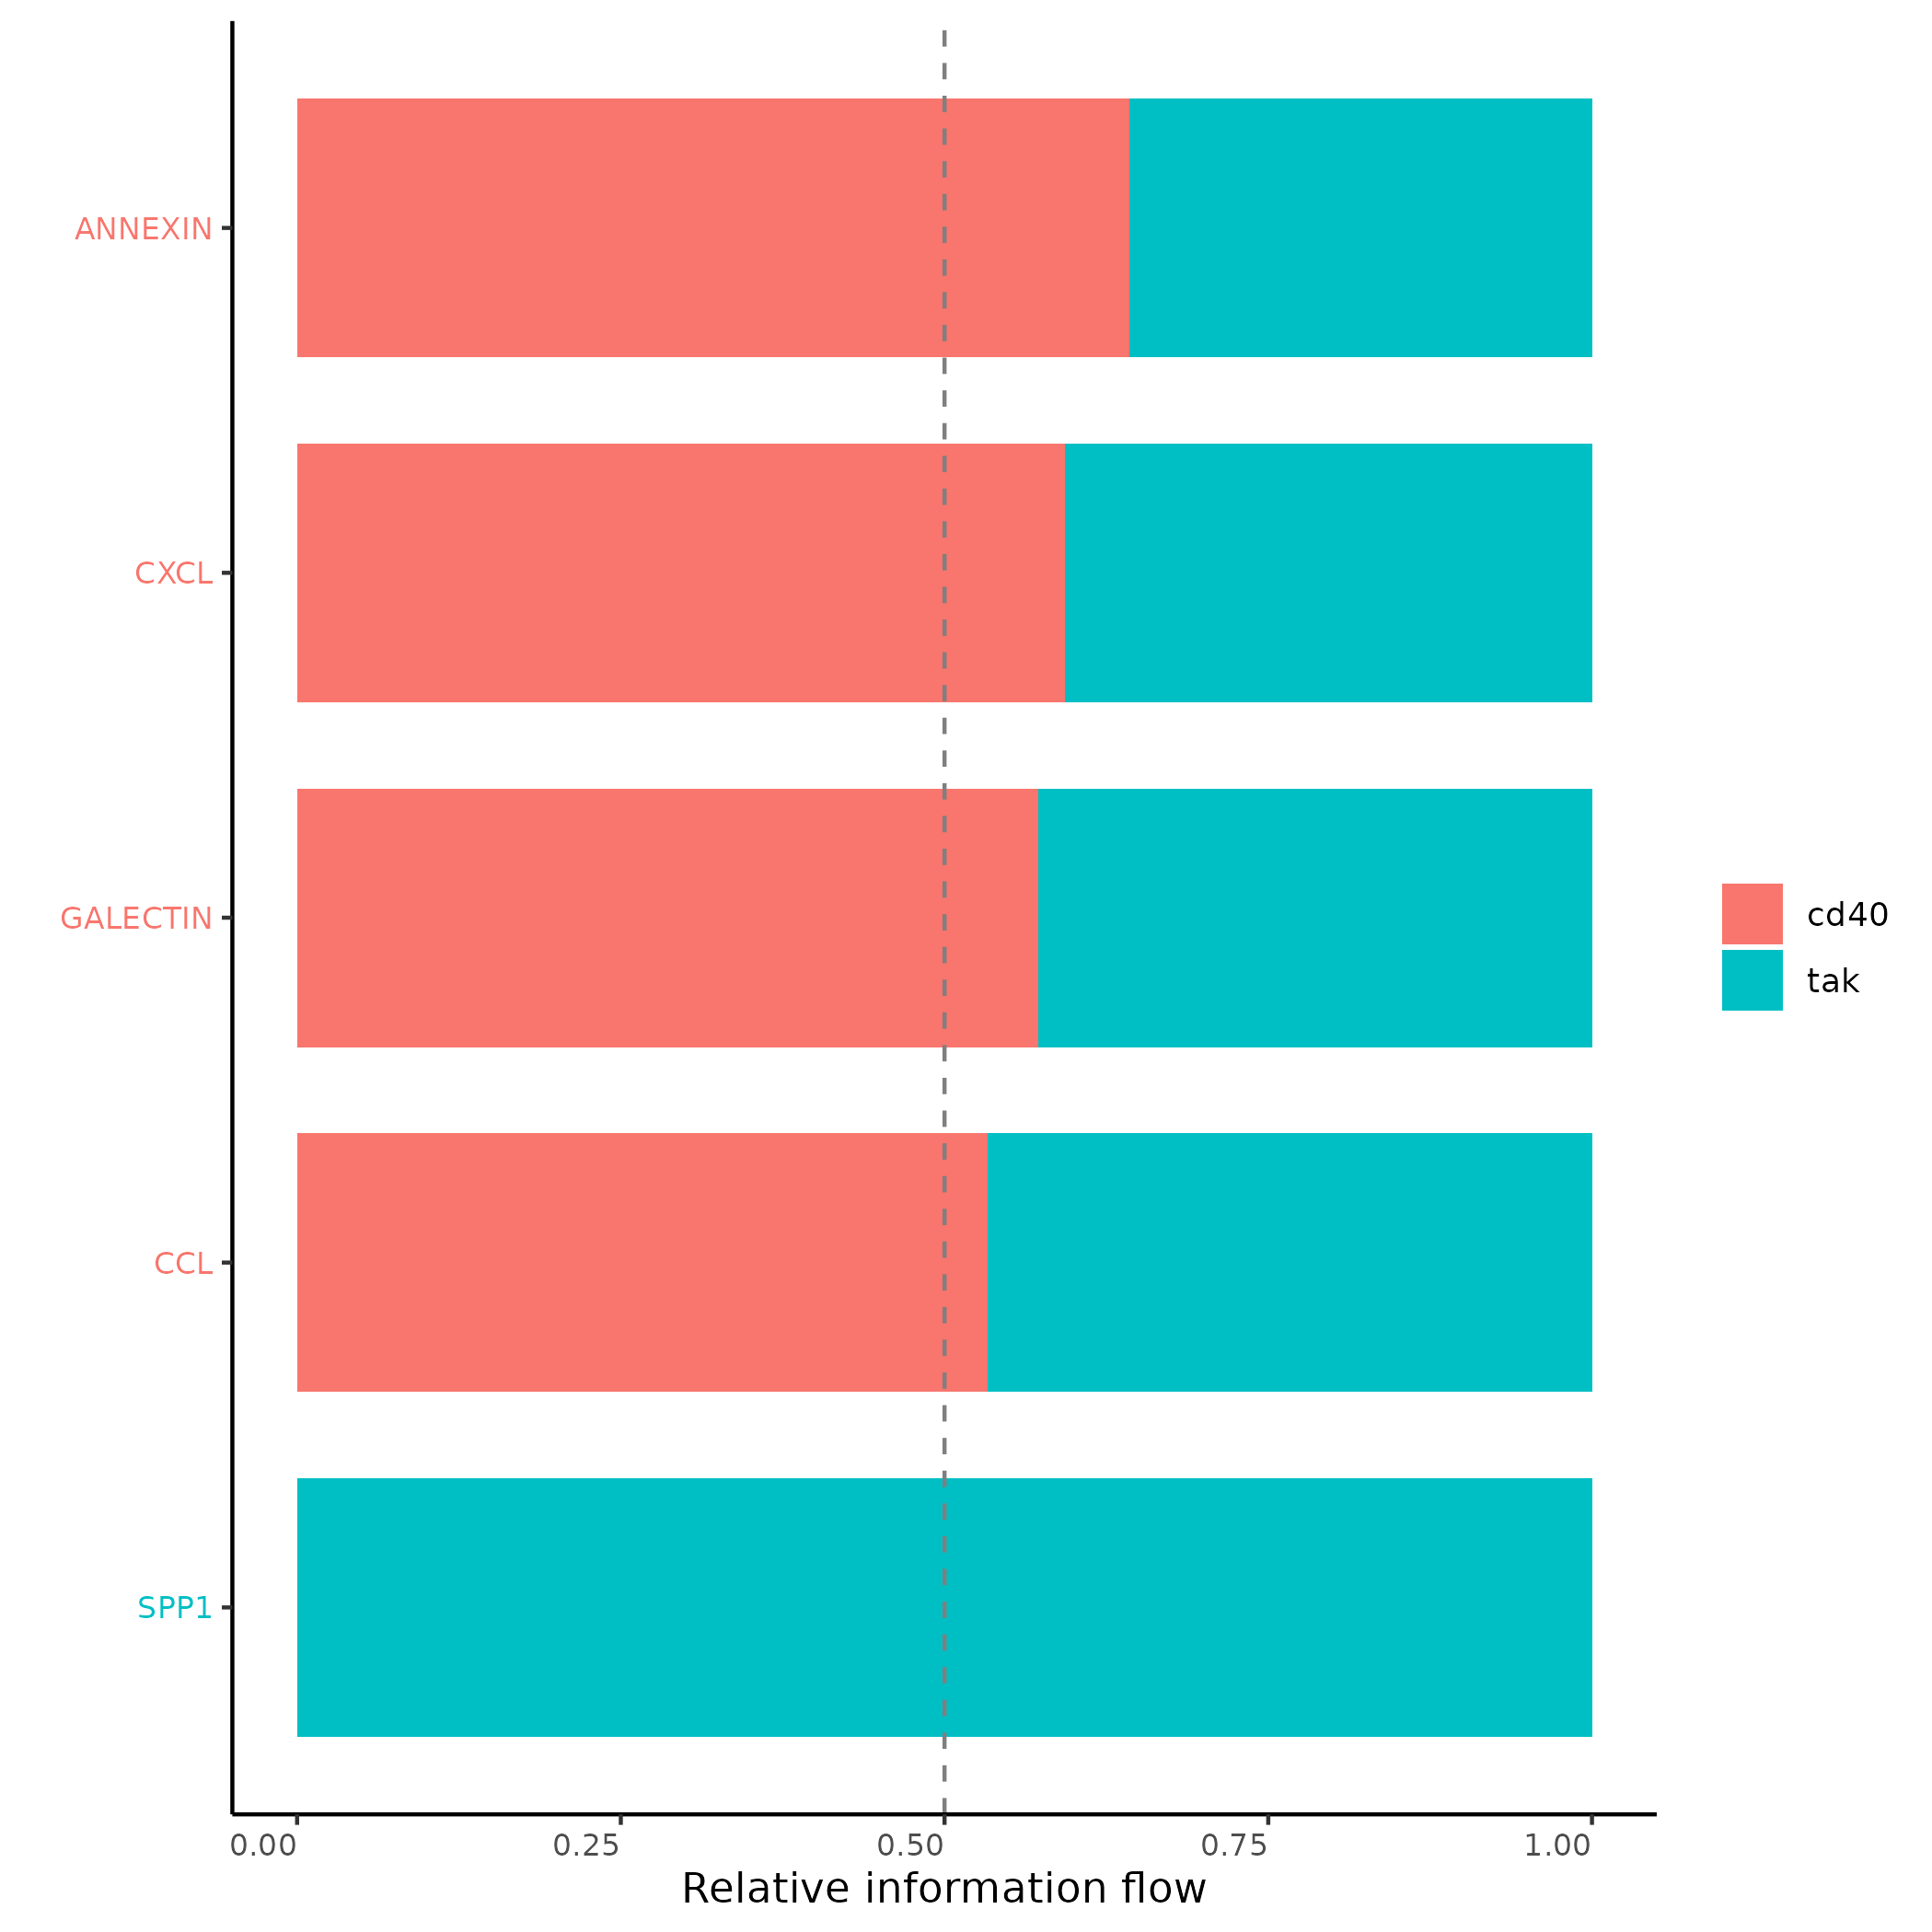 ANNEXIN
CXCL
GALECTIN
CCL
SPP1
0.00 0.25 0.50 0.75 1.00
Relative information flow
cd40
tak